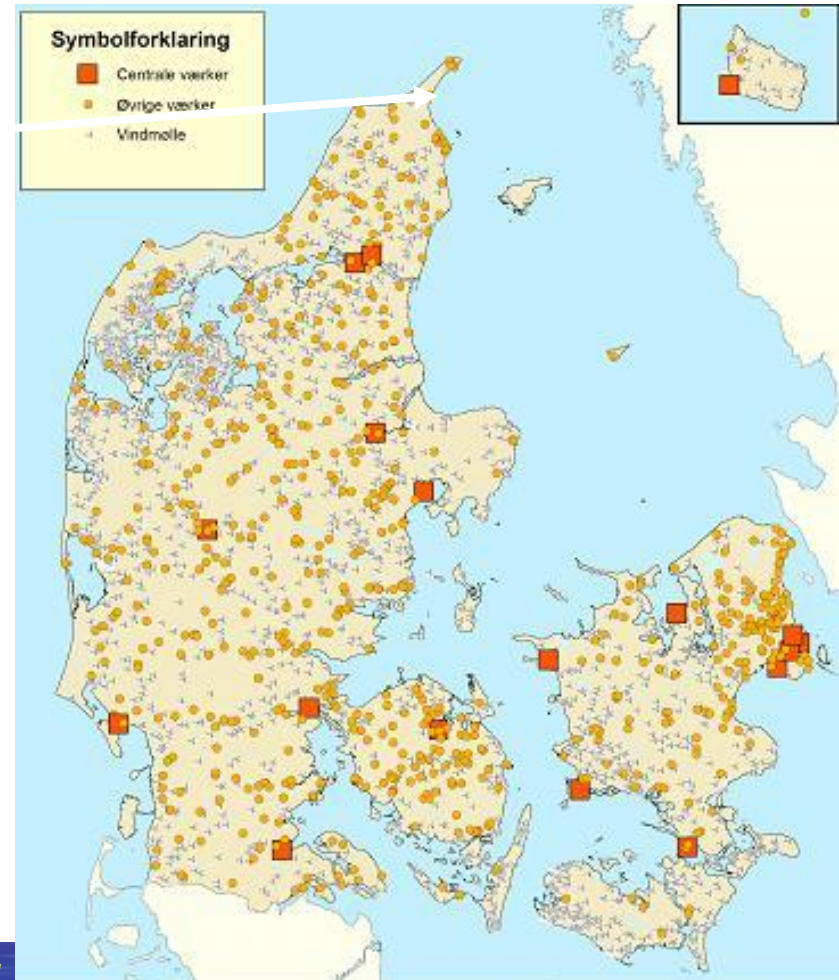 Symbolforklaring
Centrale værker
Øvrige værker
Vindmølle